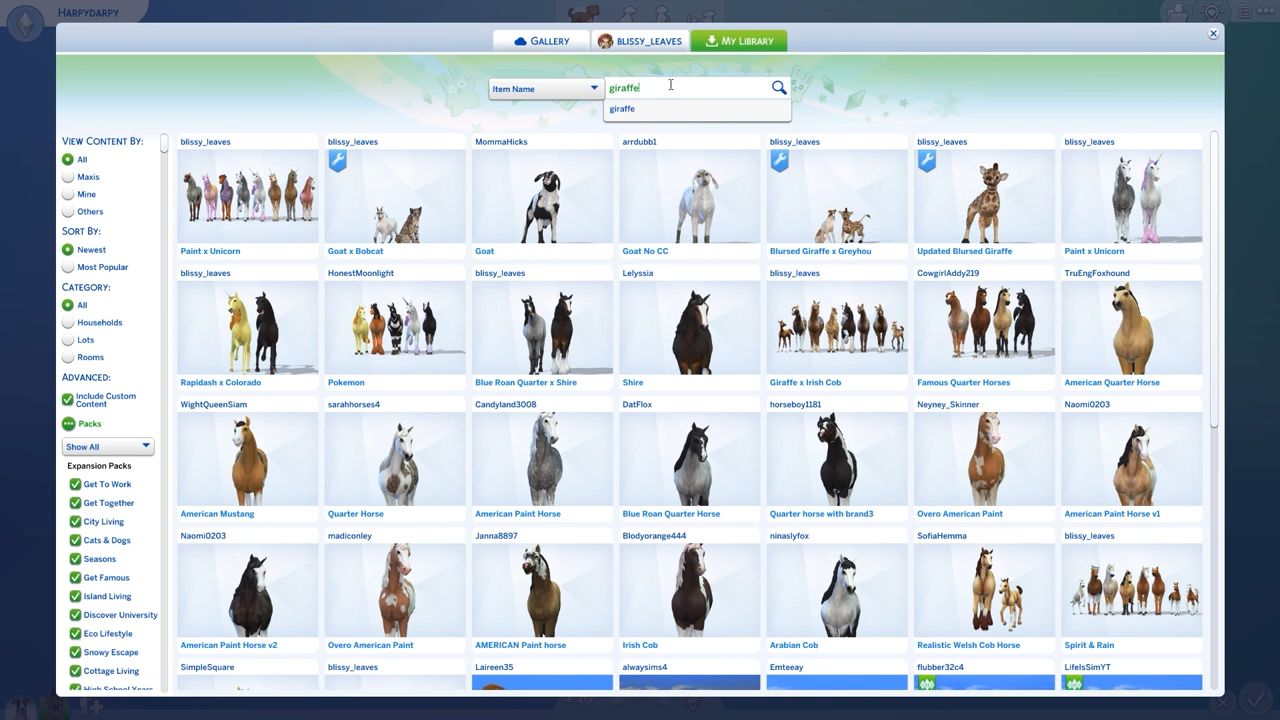 HARPYDARPY
GALLERY
BLISSY_LEAVES
MY LIBRARY
Item Name
giraffe
giraffe
VIEW CONTENT BY:
All
Maxis
Mine
Others
SORT BY:
Newest
Most Popular
CATEGORY:
All
Households
Lots
Rooms
ADVANCED:
Include Custom
Content
Packs
Show All
Expansion Packs
Get To Work
Get Together
City Living
Cats & Dogs
Seasons
Get Famous
Island Living
Discover University
Eco Lifestyle
Snowy Escape
Cottage Living
High School Years
blissy_leaves
Paint x Unicorn
blissy_leaves
Goat x Bobcat
MommaHicks
Goat
arrdubb1
Goat No CC
blissy_leaves
Blursed Giraffe x Greyhou
blissy_leaves
Updated Blursed Giraffe
blissy_leaves
Paint x Unicorn
blissy_leaves
Rapidash x Colorado
HonestMoonlight
Pokemon
blissy_leaves
Blue Roan Quarter x Shire
Lelyssia
Shire
blissy_leaves
Giraffe x Irish Cob
CowgirlAddy219
Famous Quarter Horses
TruEngFoxhound
American Quarter Horse
WightQueenSiam
American Mustang
sarahhorses4
Quarter Horse
Candyland3008
American Paint Horse
DatFlox
Blue Roan Quarter Horse
horseboy1181
Quarter horse with brand3
Neyney_Skinner
Overo American Paint
Naomi0203
American Paint Horse v1
Naomi0203
American Paint Horse v2
madiconley
Overo American Paint
Janna8897
AMERICAN Paint horse
Blodyorange444
Irish Cob
ninaslyfox
Arabian Cob
SofiaHemma
Realistic Welsh Cob Horse
blissy_leaves
Spirit & Rain
SimpleSquare
blissy_leaves
Laireen35
alwaysims4
Emteeay
flubber32c4
LifeIsSimYT